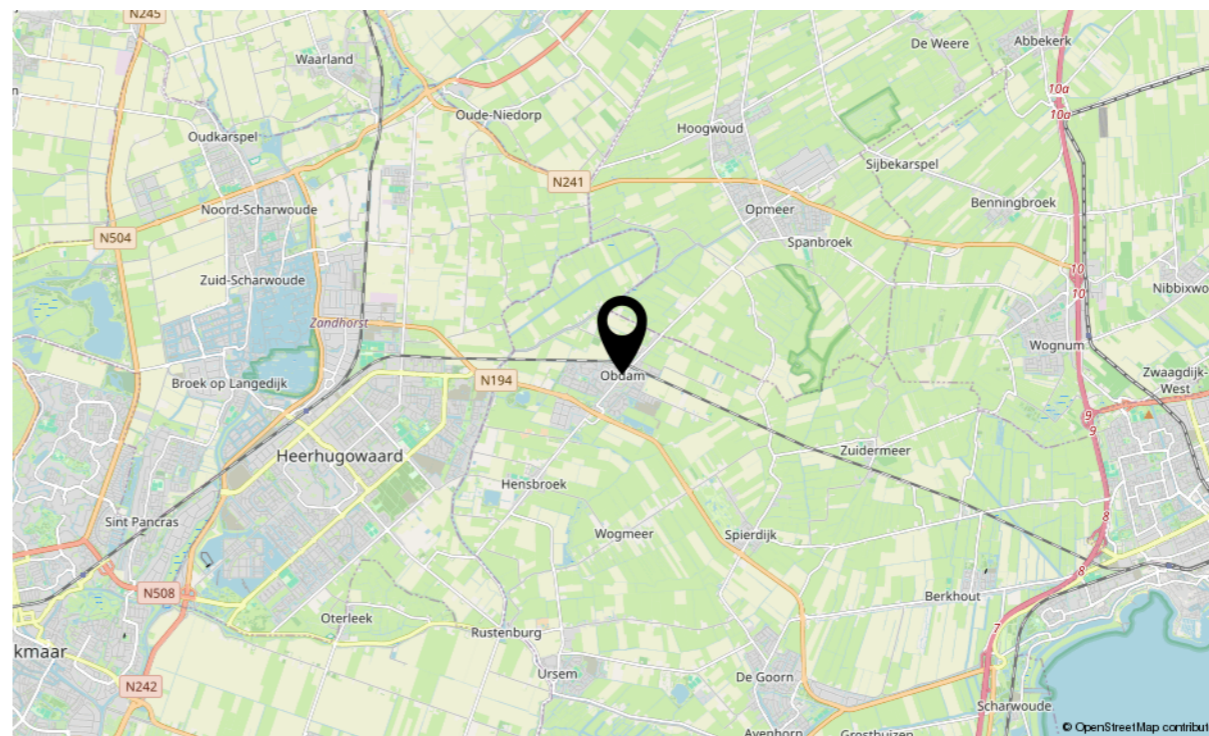 N245
Waarland
De Weere
Abbekerk
10a
10a
Oude-Niedorp
Oudkarspel
Hoogwoud
Sijbekarspel
N241
Noord-Scharwoude
Opmeer
Benningbroek
N504
Spanbroek
Zuid-Scharwoude
10
10
Nibbixwo
Zandhorst
Wognum
Broek op Langedijk
N194
Obdam
Zwaagdijk-
West
9
9
Heerhugowaard
Zuidermeer
Hensbroek
Sint Pancras
8
Wogmeer
Spierdijk
8
N508
Berkhout
Oterleek
Rustenburg
7
kmaar
Ursem
De Goorn
N242
Scharwoude
Avenhorn
Grosthuizen
© OpenStreetMap contribut